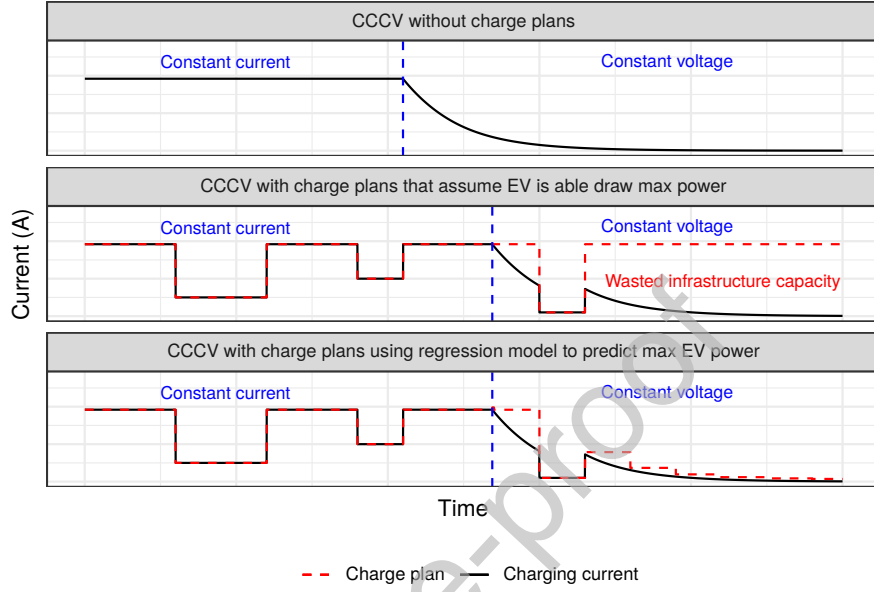 CCCV without charge plans
Constant current
Constant voltage
CCCV with charge plans that assume EV is able draw max power
Constant current
Constant voltage
Wasted infrastructure capacity
Current (A)
CCCV with charge plans using regression model to predict max EV power
Constant current
Constant voltage
Time
Charge plan
Charging current
e-proof